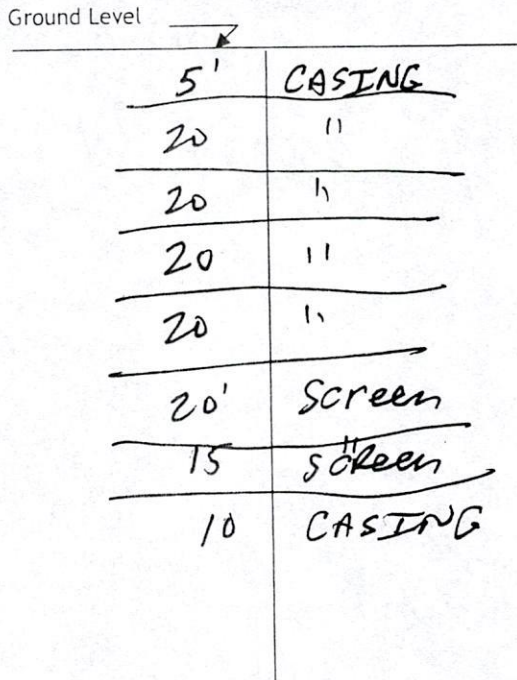 Ground Level
5' CASING
20 "
20 "
20 "
20 "
20' Screen
15 " screen
10 CASING